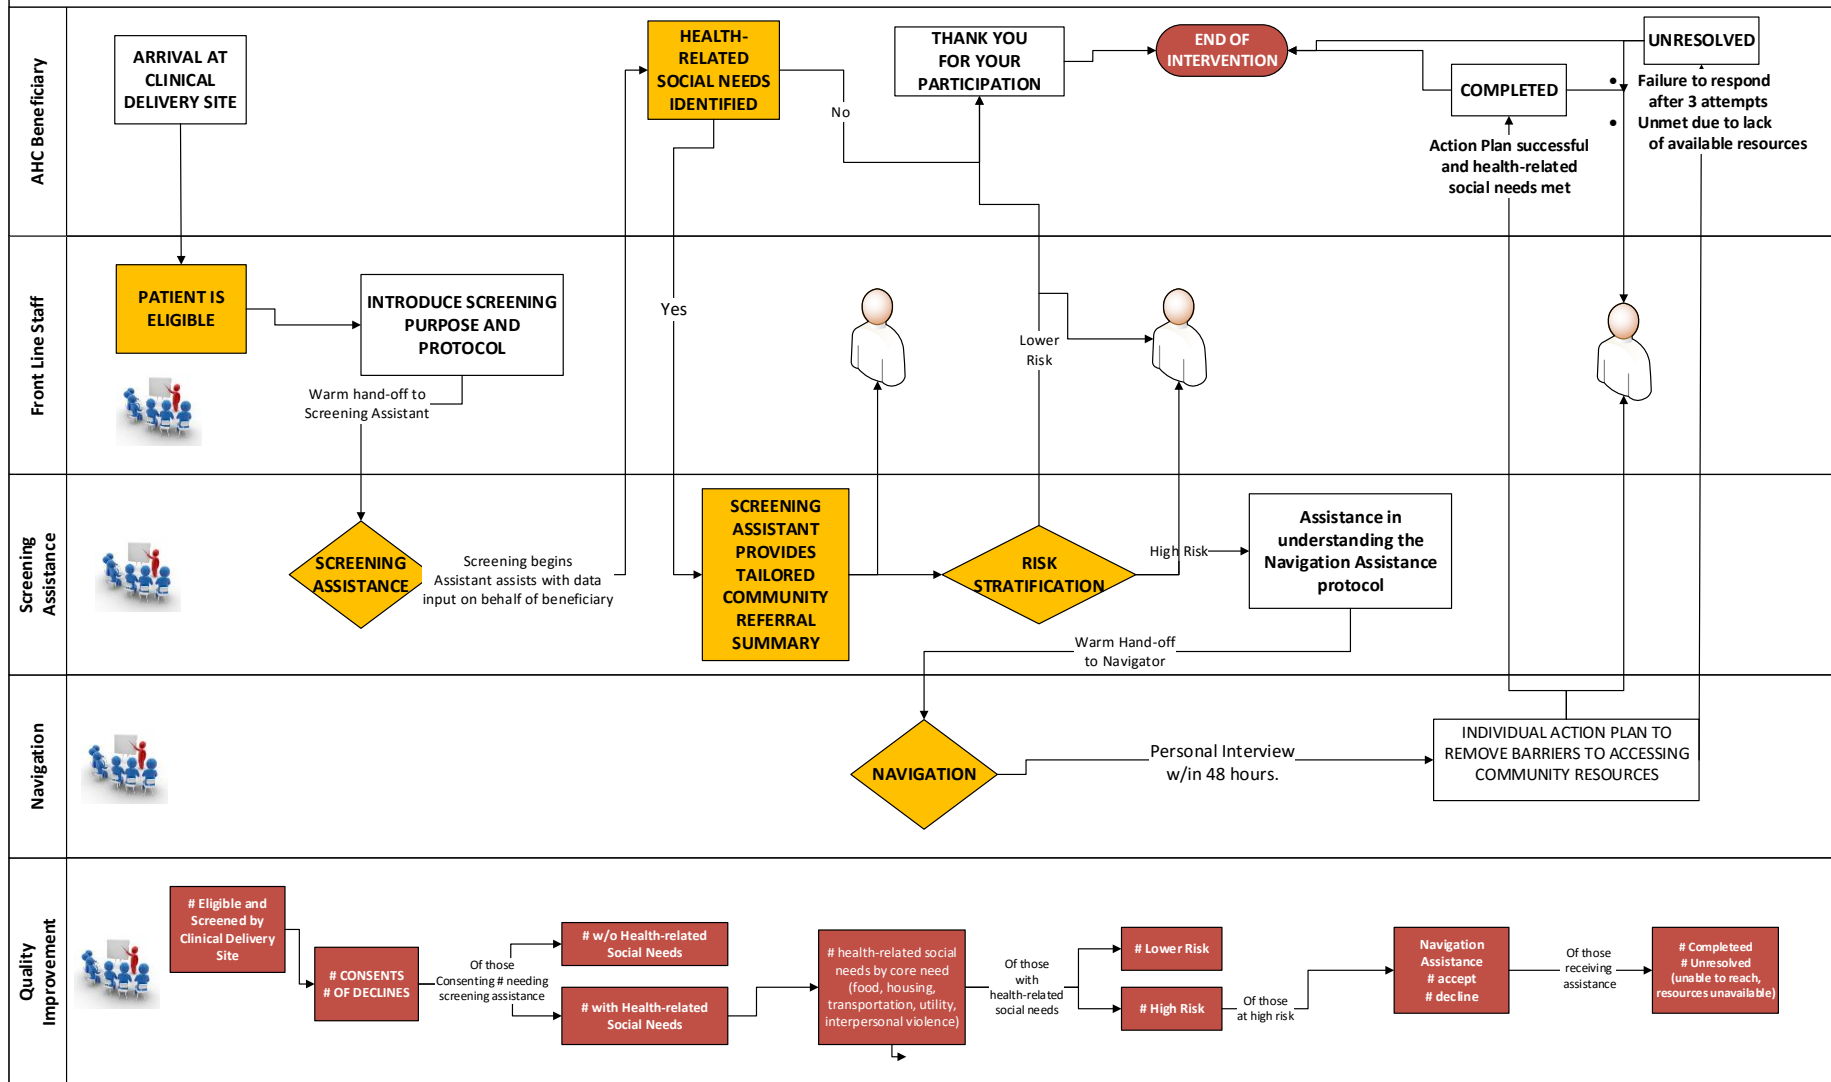 AHC Beneficiary
ARRIVAL AT
CLINICAL
DELIVERY SITE
HEALTH-
RELATED
SOCIAL NEEDS
IDENTIFIED
No
THANK YOU
FOR YOUR
PARTICIPATION
END OF
INTERVENTION
COMPLETED
Action Plan successful
and health-related
social needs met
UNRESOLVED
• Failure to respond
after 3 attempts
• Unmet due to lack
of available resources
Front Line Staff
PATIENT IS
ELIGIBLE
INTRODUCE SCREENING
PURPOSE AND
PROTOCOL
Warm hand-off to
Screening Assistant
Yes
Lower
Risk
Screening
Assistance
SCREENING
ASSISTANCE
Screening begins
Assistant assists with data
input on behalf of beneficiary
SCREENING
ASSISTANT
PROVIDES
TAILORED
COMMUNITY
REFERRAL
SUMMARY
RISK
STRATIFICATION
High Risk
Assistance in
understanding the
Navigation Assistance
protocol
Warm Hand-off
to Navigator
Navigation
NAVIGATION
Personal Interview
w/in 48 hours.
INDIVIDUAL ACTION PLAN TO
REMOVE BARRIERS TO ACCESSING
COMMUNITY RESOURCES
Quality
Improvement
# Eligible and
Screened by
Clinical Delivery
Site
# CONSENTS
# OF DECLINES
Of those
Consenting # needing
screening assistance
# w/o Health-related
Social Needs
# with Health-related
Social Needs
# health-related social
needs by core need
(food, housing,
transportation, utility,
interpersonal violence)
Of those
with
health-related
social needs
# Lower Risk
# High Risk
Of those
at high risk
Navigation
Assistance
# accept
# decline
Of those
receiving
assistance
# Completeed
# Unresolved
(unable to reach,
resources unavailable)